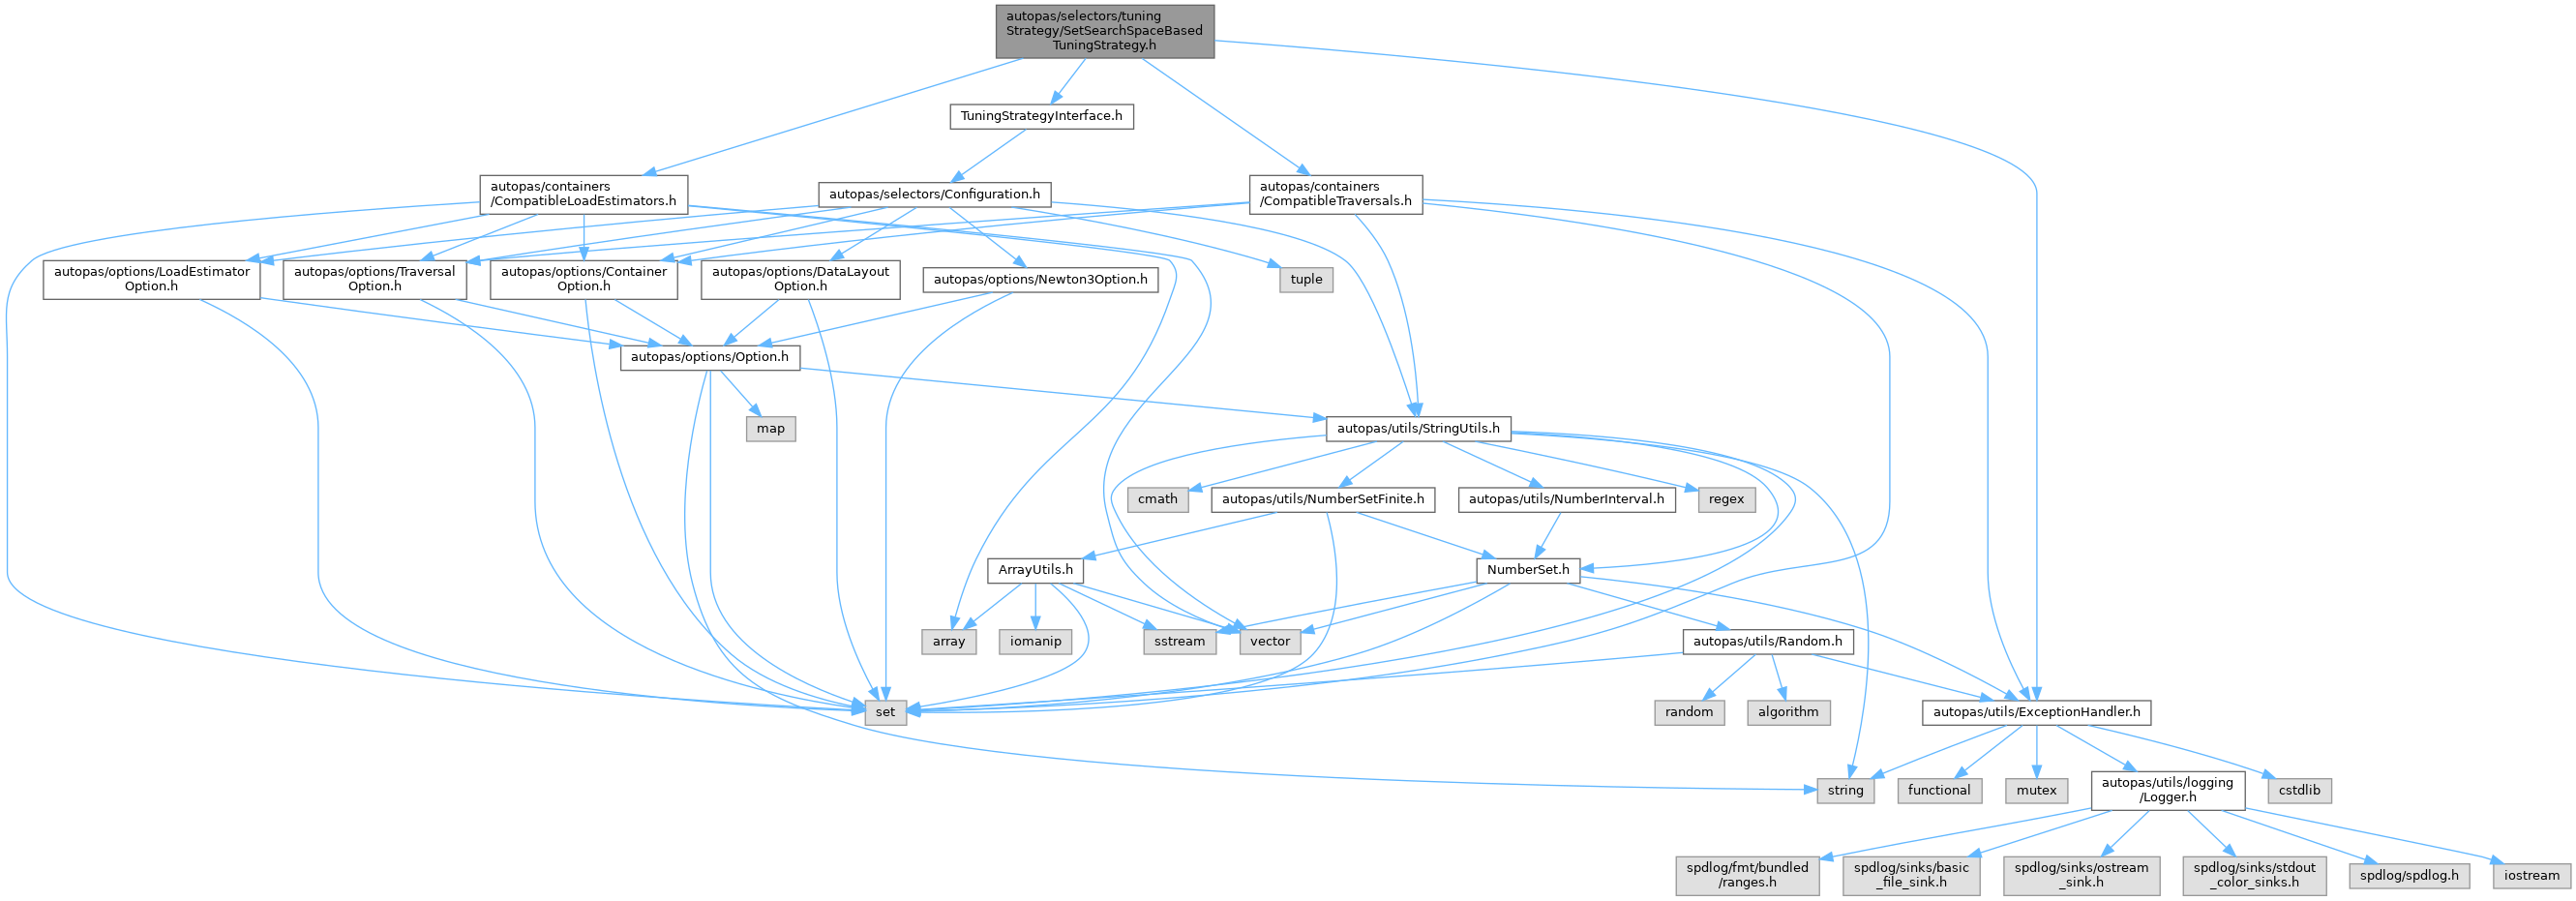 autopas/selectors/tuning
Strategy/SetSearchSpaceBased
TuningStrategy.h
TuningStrategyInterface.h
autopas/containers
/CompatibleLoadEstimators.h
autopas/selectors/Configuration.h
autopas/containers
/CompatibleTraversals.h
autopas/options/LoadEstimator
Option.h
autopas/options/Traversal
Option.h
autopas/options/Container
Option.h
autopas/options/DataLayout
Option.h
autopas/options/Newton3Option.h
tuple
autopas/options/Option.h
map
autopas/utils/StringUtils.h
cmath
autopas/utils/NumberSetFinite.h
autopas/utils/NumberInterval.h
regex
ArrayUtils.h
NumberSet.h
array
iomanip
sstream
vector
autopas/utils/Random.h
set
random
algorithm
autopas/utils/ExceptionHandler.h
string
functional
mutex
autopas/utils/logging
/Logger.h
cstdlib
spdlog/fmt/bundled
/ranges.h
spdlog/sinks/basic
_file_sink.h
spdlog/sinks/ostream
_sink.h
spdlog/sinks/stdout
_color_sinks.h
spdlog/spdlog.h
iostream